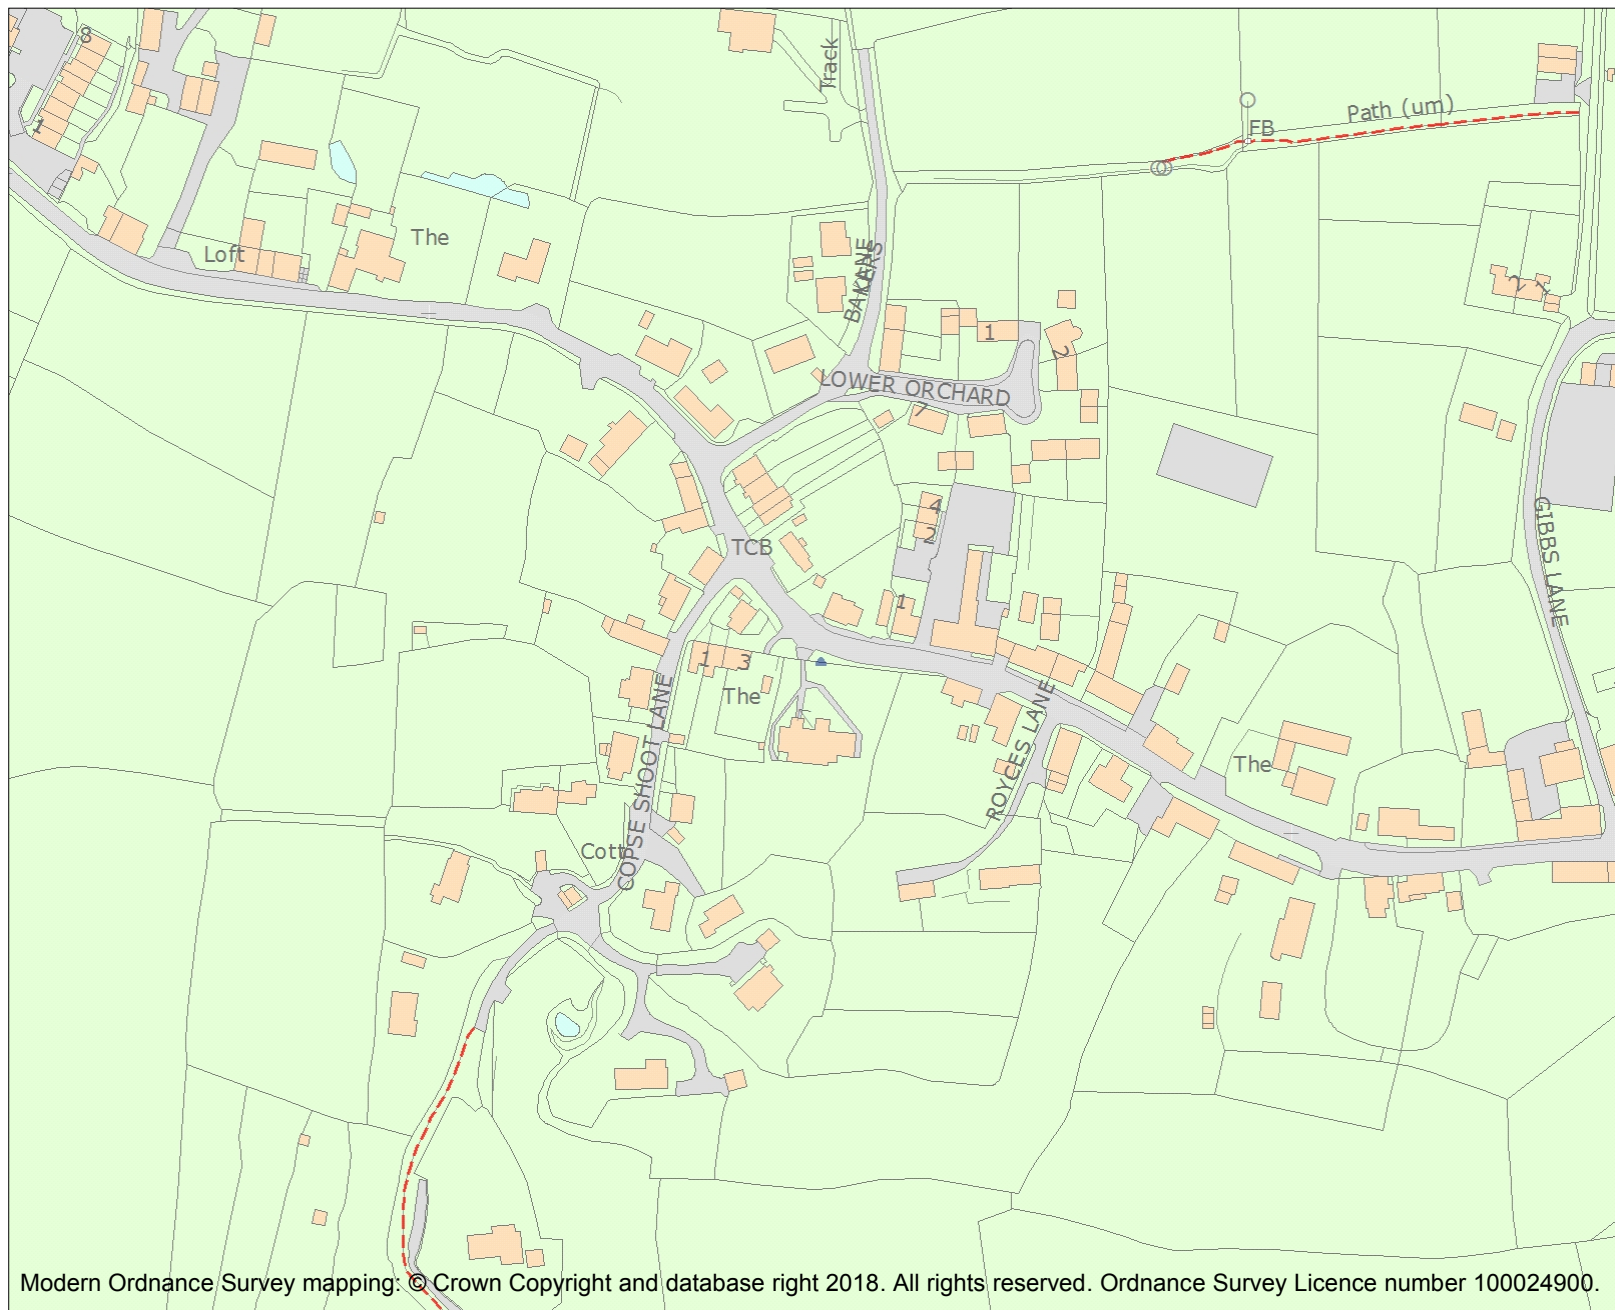 8
Track
Path (um)
FB
1
Loft
The
BAKERS
LANE
2
1
1
2
LOWER ORCHARD
7
4
2
TCB
GIBBS LANE
1
1
3
The
COPSE SHOOT LANE
ROYCES LANE
The
Cott
Modern Ordnance Survey mapping: © Crown Copyright and database right 2018. All rights reserved. Ordnance Survey Licence number 100024900.